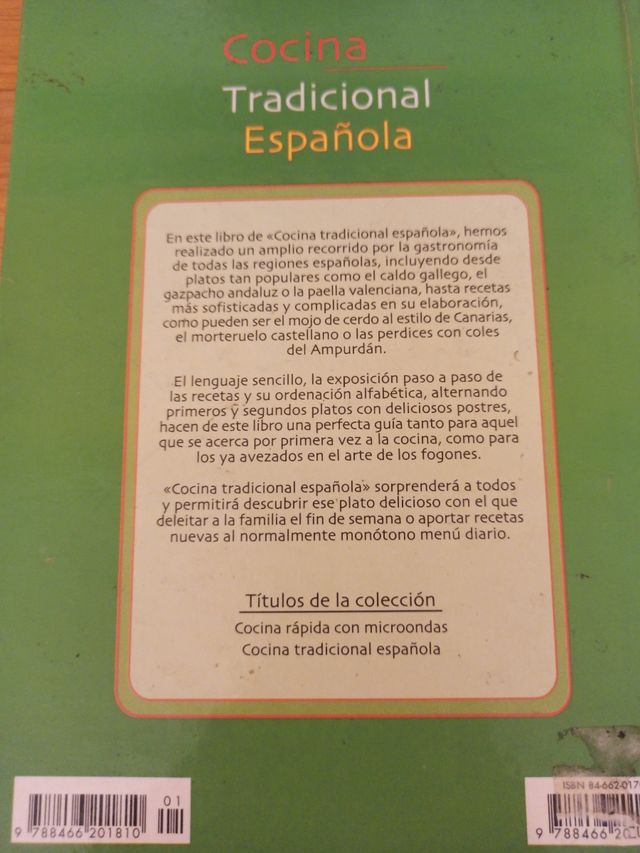 Cocina
Tradicional
Española
En este libro de «Cocina tradicional española», hemos
realizado un amplio recorrido por la gastronomía
de todas las regiones españolas, incluyendo desde
platos tan populares como el caldo gallego, el
gazpacho andaluz o la paella valenciana, hasta recetas
más sofisticadas y complicadas en su elaboración,
como pueden ser el mojo de cerdo al estilo de Canarias,
el morteruelo castellano o las perdices con coles
del Ampurdán.
El lenguaje sencillo, la exposición paso a paso de
las recetas y su ordenación alfabética, alternando
primeros y segundos platos con deliciosos postres,
hacen de este libro una perfecta guía tanto para aquel
que se acerca por primera vez a la cocina, como para
los ya avezados en el arte de los fogones.
«Cocina tradicional española» sorprenderá a todos
y permitirá descubrir ese plato delicioso con el que
deleitar a la familia el fin de semana o aportar recetas
nuevas al normalmente monótono menú diario.
Títulos de la colección
Cocina rápida con microondas
Cocina tradicional española
01
9 788466 201810
ISBN 84-662-017
9 788466 20